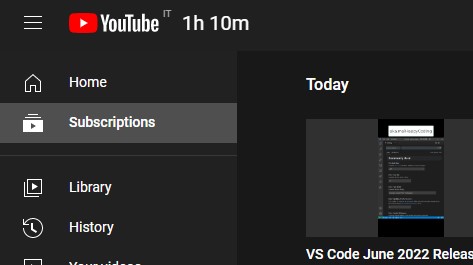 YouTube IT 1h 10m
Home
Subscriptions
Library
History
Today
VS Code June 2022 Releas